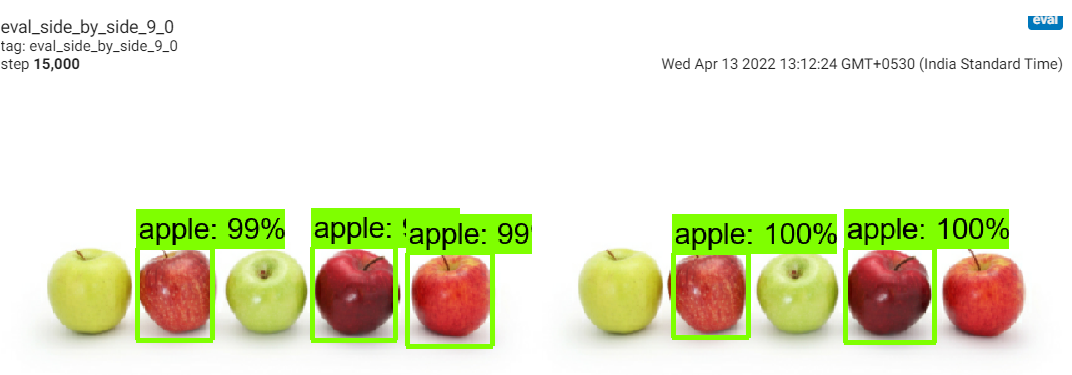 eval_side_by_side_9_0
eval
tag: eval_side_by_side_9_0
step 15,000
Wed Apr 13 2022 13:12:24 GMT+0530 (India Standard Time)
apple: 99%
apple:
apple: 99
apple: 100%
apple: 100%